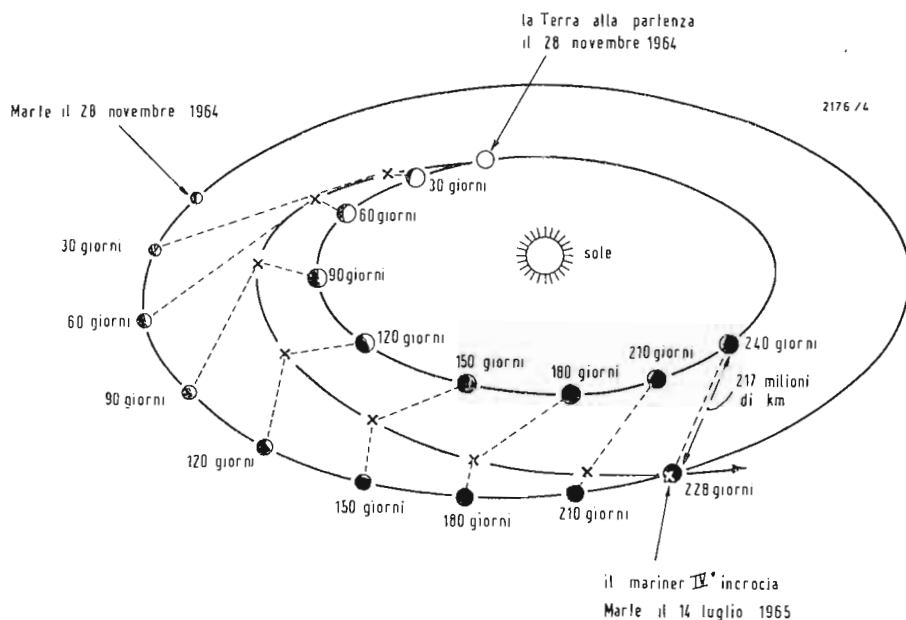 la Terra alla partenza
il 28 novembre 1964
Marte il 28 novembre 1964
2176/4
30 giorni
60 giorni
90 giorni
sole
30 giorni
60 giorni
90 giorni
120 giorni
150 giorni
180 giorni
210 giorni
240 giorni
217 milioni
di km
120 giorni
150 giorni
180 giorni
210 giorni
228 giorni
il mariner IV° incrocia
Marte il 14 luglio 1965